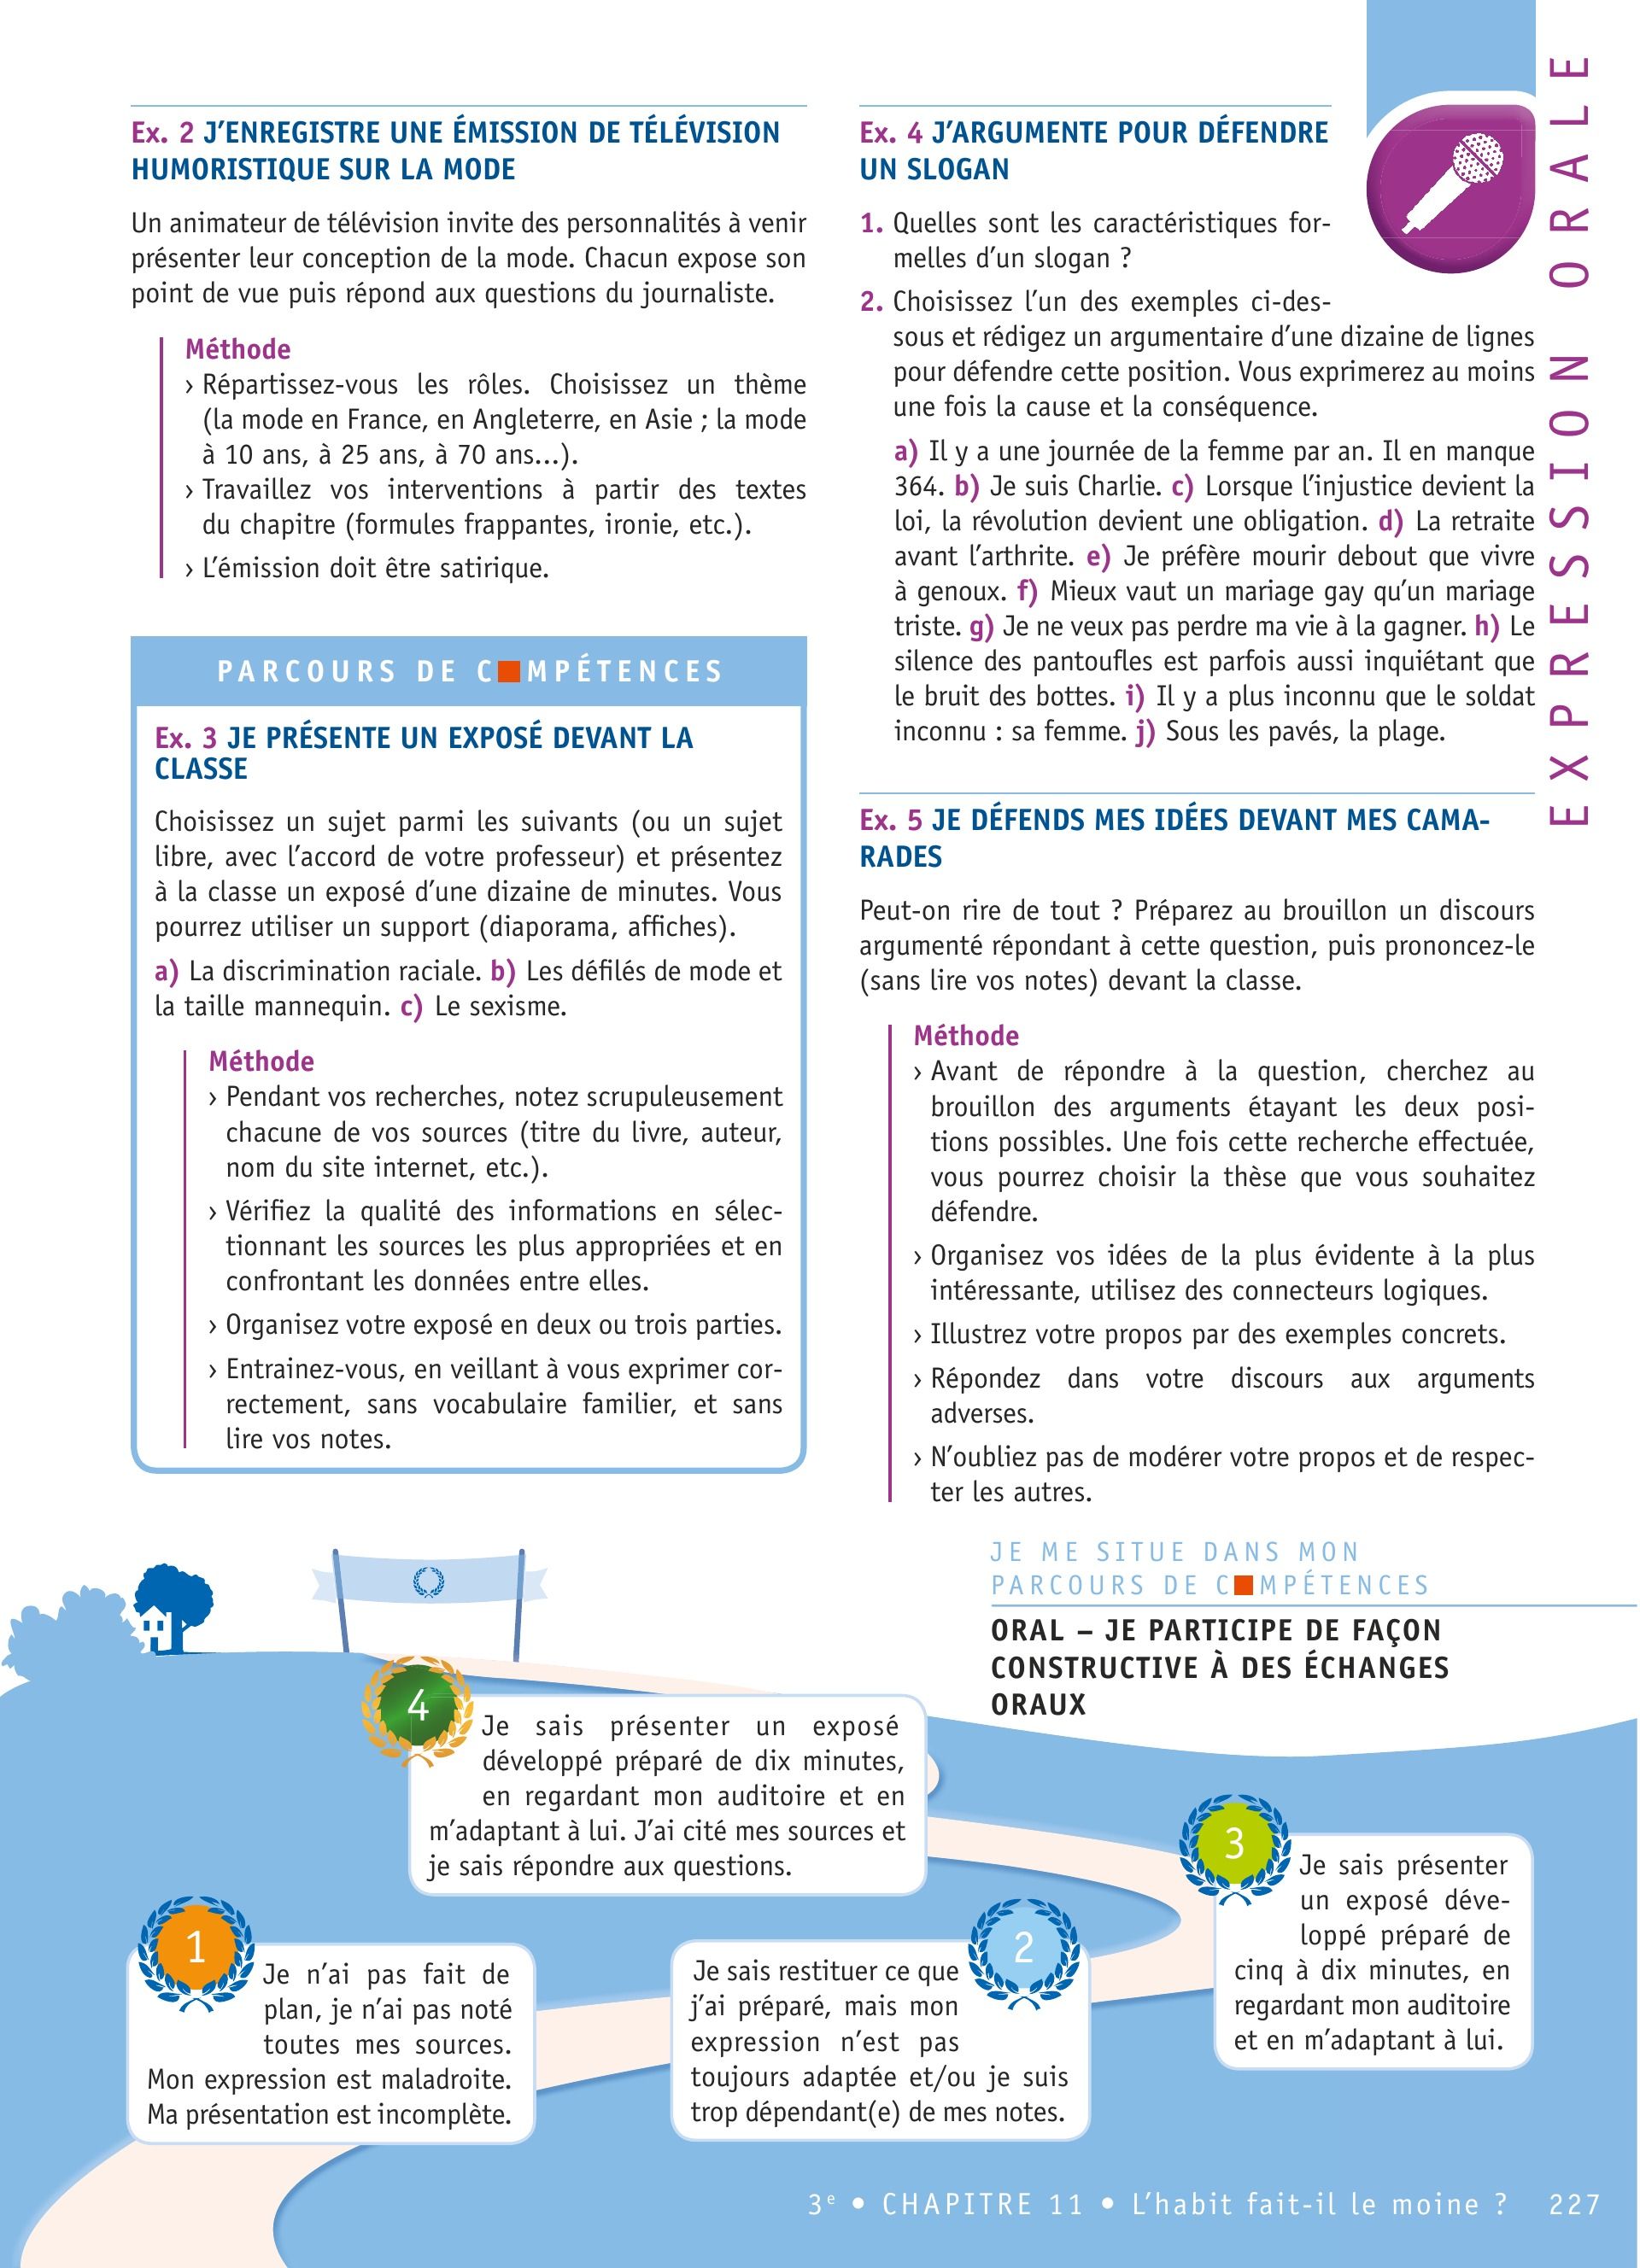 Ex. 2 J’ENREGISTRE UNE ÉMISSION DE TÉLÉVISION
HUMORISTIQUE SUR LA MODE
Un animateur de télévision invite des personnalités à venir
présenter leur conception de la mode. Chacun expose son
point de vue puis répond aux questions du journaliste.
Méthode
› Répartissez-vous les rôles. Choisissez un thème
(la mode en France, en Angleterre, en Asie ; la mode
à 10 ans, à 25 ans, à 70 ans…).
› Travaillez vos interventions à partir des textes
du chapitre (formules frappantes, ironie, etc.).
› L’émission doit être satirique.
PARCOURS DE C■MPÉTENCES
Ex. 3 JE PRÉSENTE UN EXPOSÉ DEVANT LA
CLASSE
Choisissez un sujet parmi les suivants (ou un sujet
libre, avec l’accord de votre professeur) et présentez
à la classe un exposé d’une dizaine de minutes. Vous
pourrez utiliser un support (diaporama, affiches).
a) La discrimination raciale. b) Les défilés de mode et
la taille mannequin. c) Le sexisme.
Méthode
› Pendant vos recherches, notez scrupuleusement
chacune de vos sources (titre du livre, auteur,
nom du site internet, etc.).
› Vérifiez la qualité des informations en sélec-
tionnant les sources les plus appropriées et en
confrontant les données entre elles.
› Organisez votre exposé en deux ou trois parties.
› Entrainez-vous, en veillant à vous exprimer cor-
rectement, sans vocabulaire familier, et sans
lire vos notes.
Ex. 4 J’ARGUMENTE POUR DÉFENDRE
UN SLOGAN
1. Quelles sont les caractéristiques for-
melles d’un slogan ?
2. Choisissez l’un des exemples ci-des-
sous et rédigez un argumentaire d’une dizaine de lignes
pour défendre cette position. Vous exprimerez au moins
une fois la cause et la conséquence.
a) Il y a une journée de la femme par an. Il en manque
364. b) Je suis Charlie. c) Lorsque l’injustice devient la
loi, la révolution devient une obligation. d) La retraite
avant l’arthrite. e) Je préfère mourir debout que vivre
à genoux. f) Mieux vaut un mariage gay qu’un mariage
triste. g) Je ne veux pas perdre ma vie à la gagner. h) Le
silence des pantoufles est parfois aussi inquiétant que
le bruit des bottes. i) Il y a plus inconnu que le soldat
inconnu : sa femme. j) Sous les pavés, la plage.
Ex. 5 JE DÉFENDS MES IDÉES DEVANT MES CAMA-
RADES
Peut-on rire de tout ? Préparez au brouillon un discours
argumenté répondant à cette question, puis prononcez-le
(sans lire vos notes) devant la classe.
Méthode
› Avant de répondre à la question, cherchez au
brouillon des arguments étayant les deux posi-
tions possibles. Une fois cette recherche effectuée,
vous pourrez choisir la thèse que vous souhaitez
défendre.
› Organisez vos idées de la plus évidente à la plus
intéressante, utilisez des connecteurs logiques.
› Illustrez votre propos par des exemples concrets.
› Répondez dans votre discours aux arguments
adverses.
› N’oubliez pas de modérer votre propos et de respec-
ter les autres.
EXPRESSION ORALE
JE ME SITUE DANS MON
PARCOURS DE C■MPÉTENCES
ORAL – JE PARTICIPE DE FAÇON
CONSTRUCTIVE À DES ÉCHANGES
ORAUX
4
Je sais présenter un exposé
développé préparé de dix minutes,
en regardant mon auditoire et en
m’adaptant à lui. J’ai cité mes sources et
je sais répondre aux questions.
3
Je sais présenter
un exposé déve-
loppé préparé de
cinq à dix minutes, en
regardant mon auditoire
et en m’adaptant à lui.
1
Je n’ai pas fait de
plan, je n’ai pas noté
toutes mes sources.
Mon expression est maladroite.
Ma présentation est incomplète.
2
Je sais restituer ce que
j’ai préparé, mais mon
expression n’est pas
toujours adaptée et/ou je suis
trop dépendant(e) de mes notes.
3e • CHAPITRE 11 • L’habit fait-il le moine ? 227